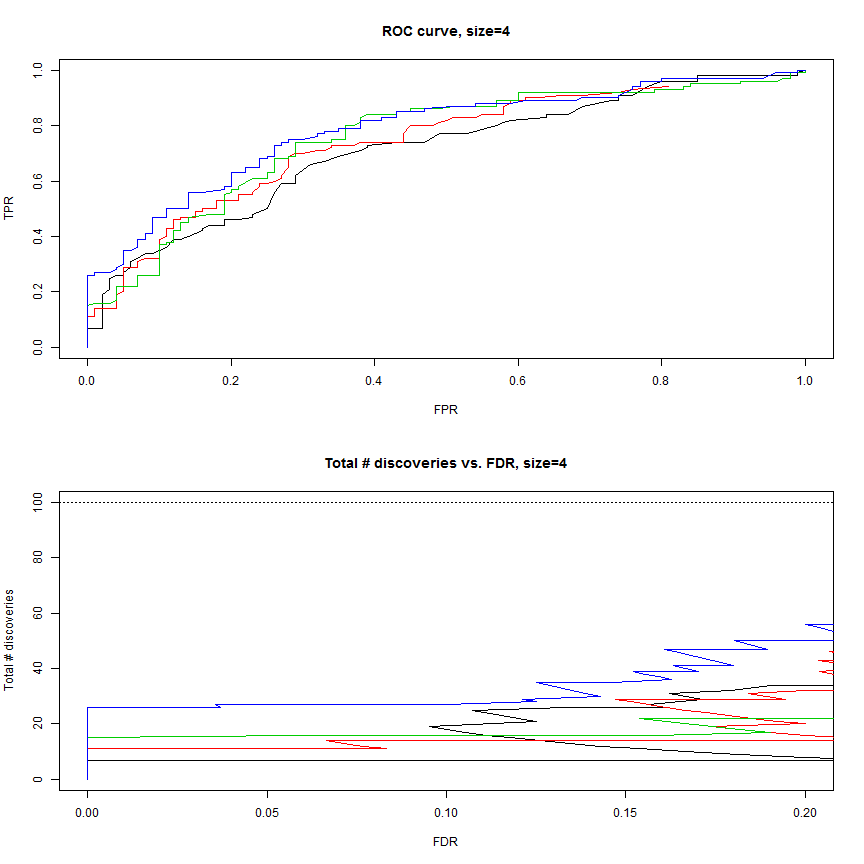 ROC curve, size=4
TPR
1.0
0.8
0.6
0.4
0.2
0.0
0.0 0.2 0.4 0.6 0.8 1.0
FPR
Total # discoveries vs. FDR, size=4
Total # discoveries
100
80
60
40
20
0
0.00 0.05 0.10 0.15 0.20
FDR